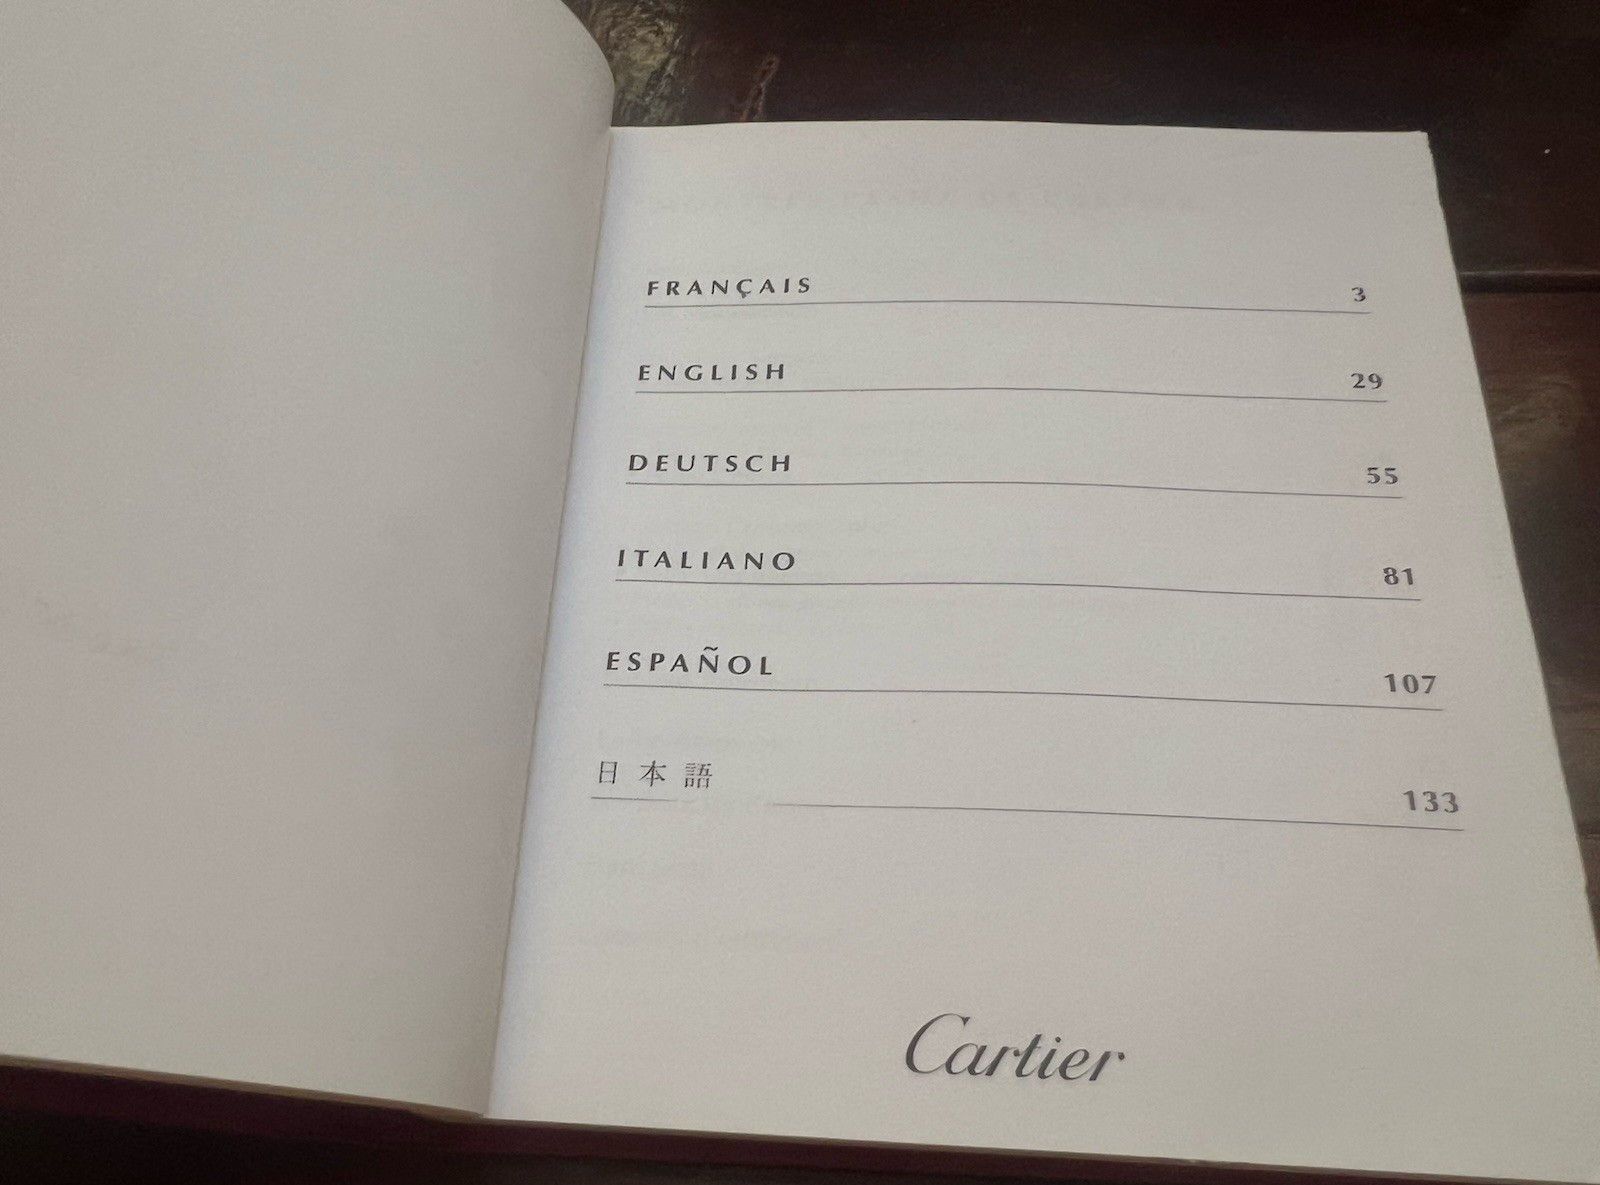 FRANÇAIS 3
ENGLISH 29
DEUTSCH 55
ITALIANO 81
ESPAÑOL 107
日本語 133
Cartier